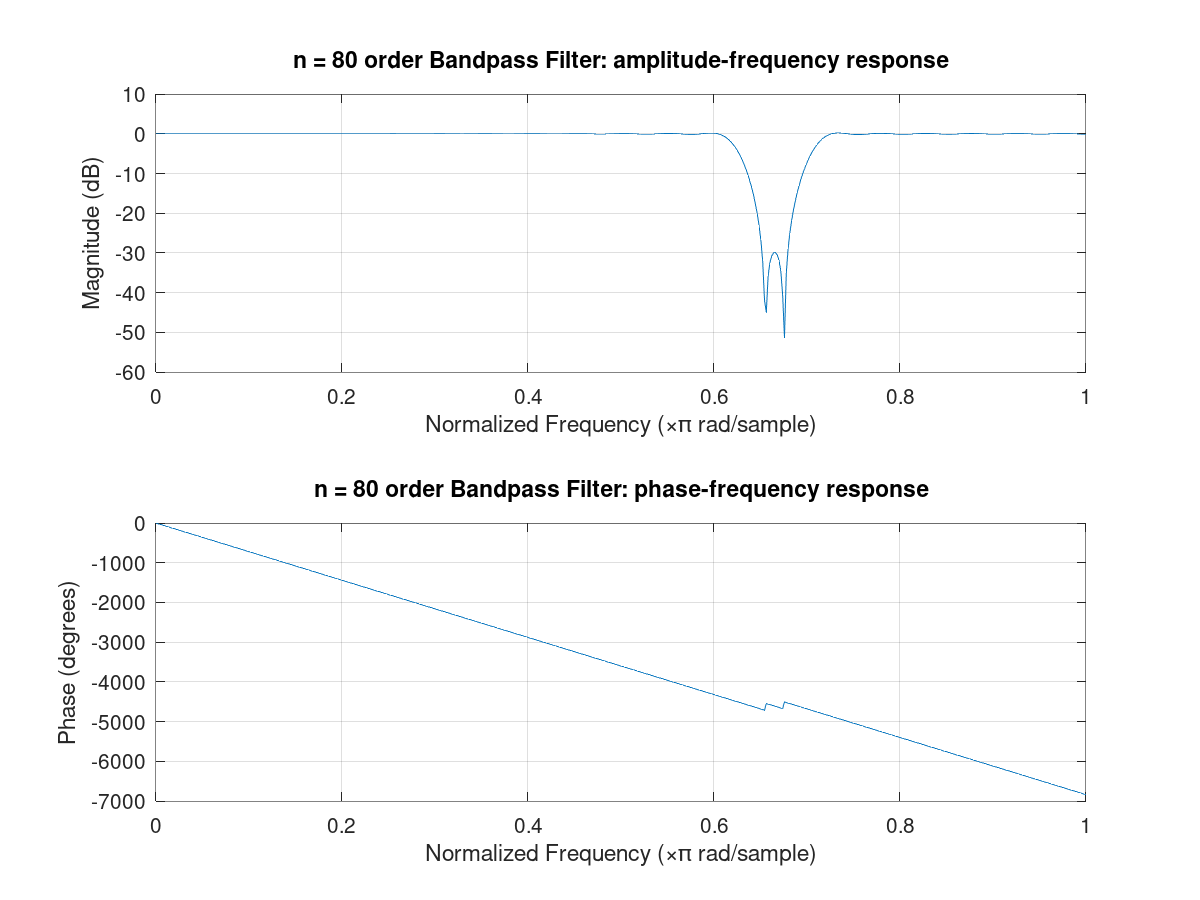 n = 80 order Bandpass Filter: amplitude-frequency response
10
0
-10
-20
-30
-40
-50
-60
Magnitude (dB)
0 0.2 0.4 0.6 0.8 1
Normalized Frequency (×π rad/sample)
n = 80 order Bandpass Filter: phase-frequency response
0
-1000
-2000
-3000
-4000
-5000
-6000
-7000
Phase (degrees)
0 0.2 0.4 0.6 0.8 1
Normalized Frequency (×π rad/sample)